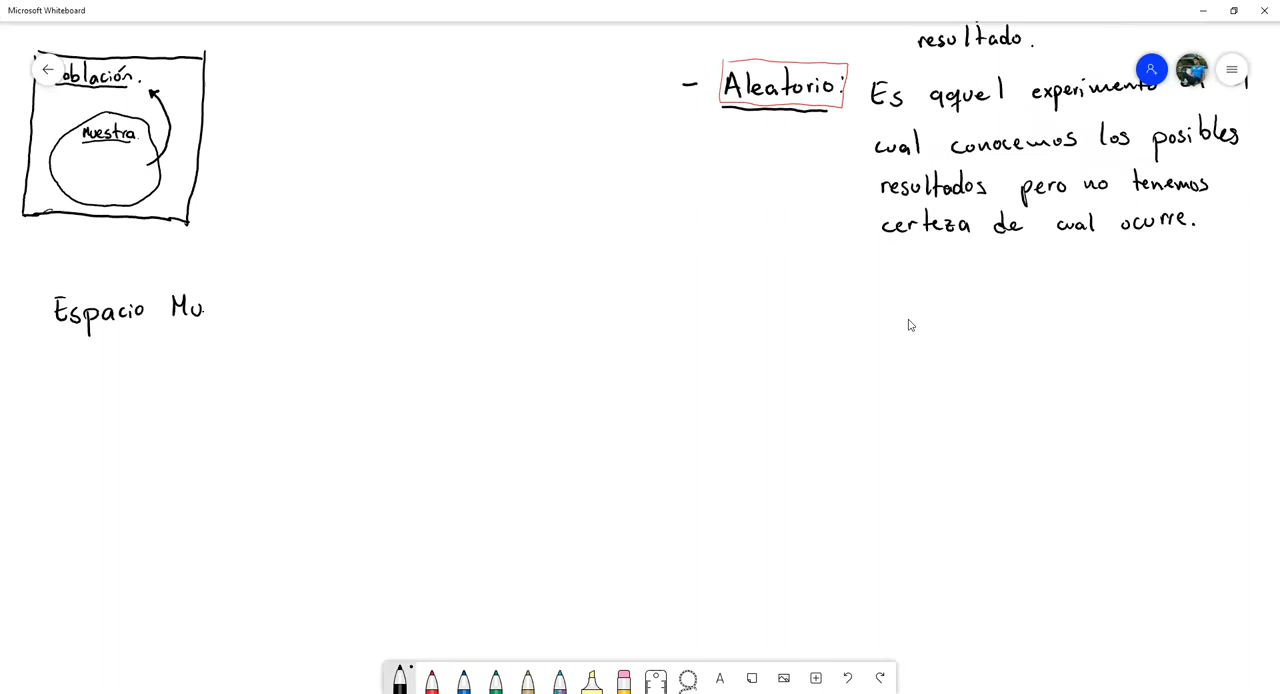 Microsoft Whiteboard
oblación.
Muestra
resultado.
- Aleatorio: Es aquel experimento
cual conocemos los posibles
resultados pero no tenemos
certeza de cual ocurre.
Espacio Mu
A